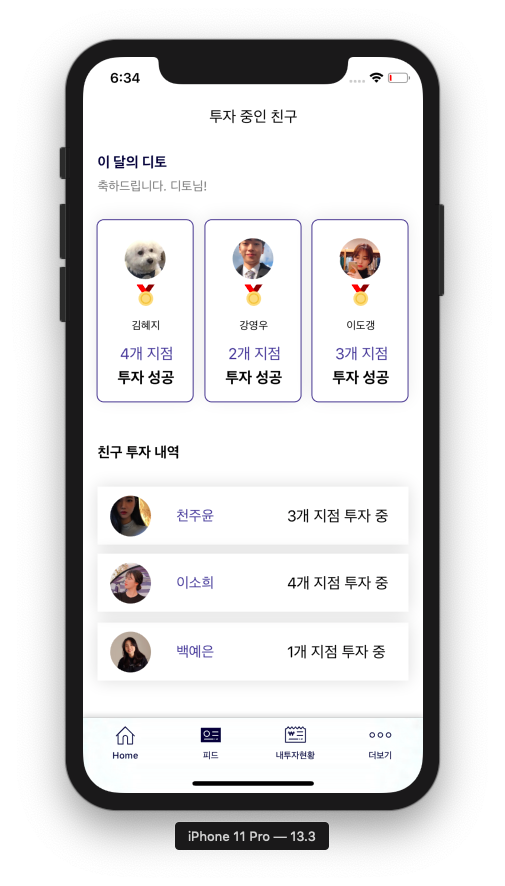 6:34
투자 중인 친구
이 달의 디토
축하드립니다. 디토님!
김혜지
4개 지점
투자 성공
강영우
2개 지점
투자 성공
이도갱
3개 지점
투자 성공
친구 투자 내역
천주윤
3개 지점 투자 중
이소희
4개 지점 투자 중
백예은
1개 지점 투자 중
Home
피드
내투자현황
더보기
iPhone 11 Pro — 13.3